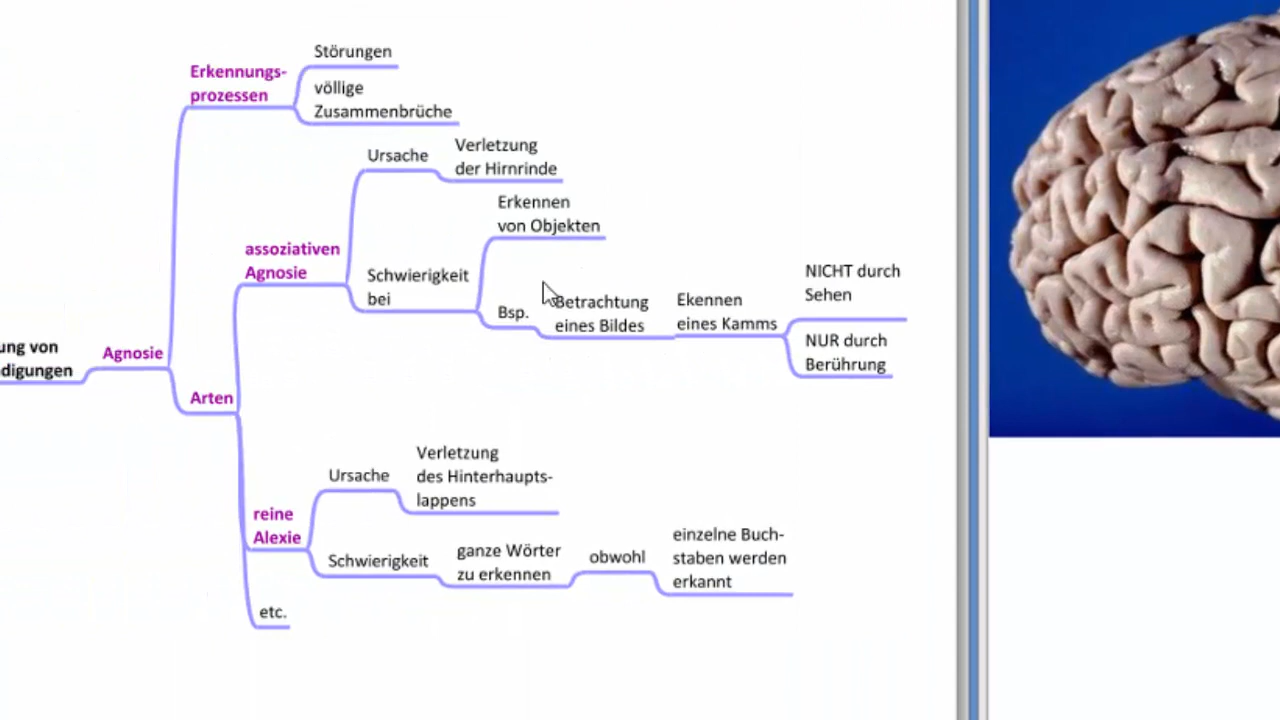 Störungen
Erkennungs-
prozessen
völlige
Zusammenbrüche
Ursache
Verletzung
der Hirnrinde
Erkennen
von Objekten
assoziativen
Agnosie
Schwierigkeit
bei
Bsp.
Betrachtung
eines Bildes
Ekennen
eines Kamms
NICHT durch
Sehen
NUR durch
Berührung
ung von
digungen
Agnosie
Arten
Ursache
Verletzung
des Hinterhaupts-
lappens
reine
Alexie
Schwierigkeit
ganze Wörter
zu erkennen
obwohl
einzelne Buch-
staben werden
erkannt
etc.